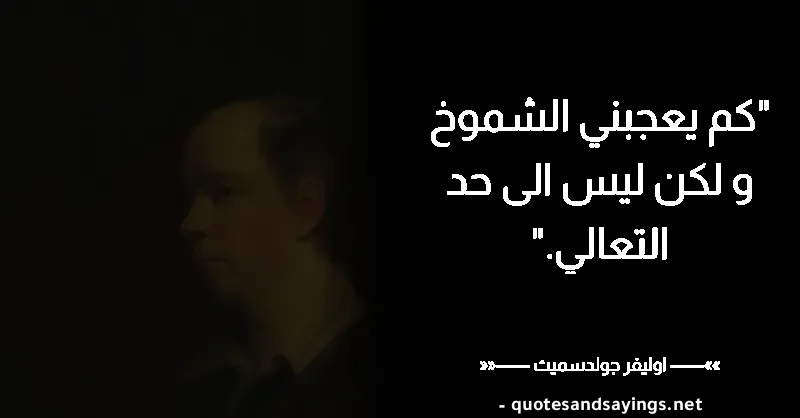 "كم يعجبني الشموخ
و لكن ليس الى حد
التعالي."
»»—— اوليفر جولدسميث ——««
- quotesandsayings.net